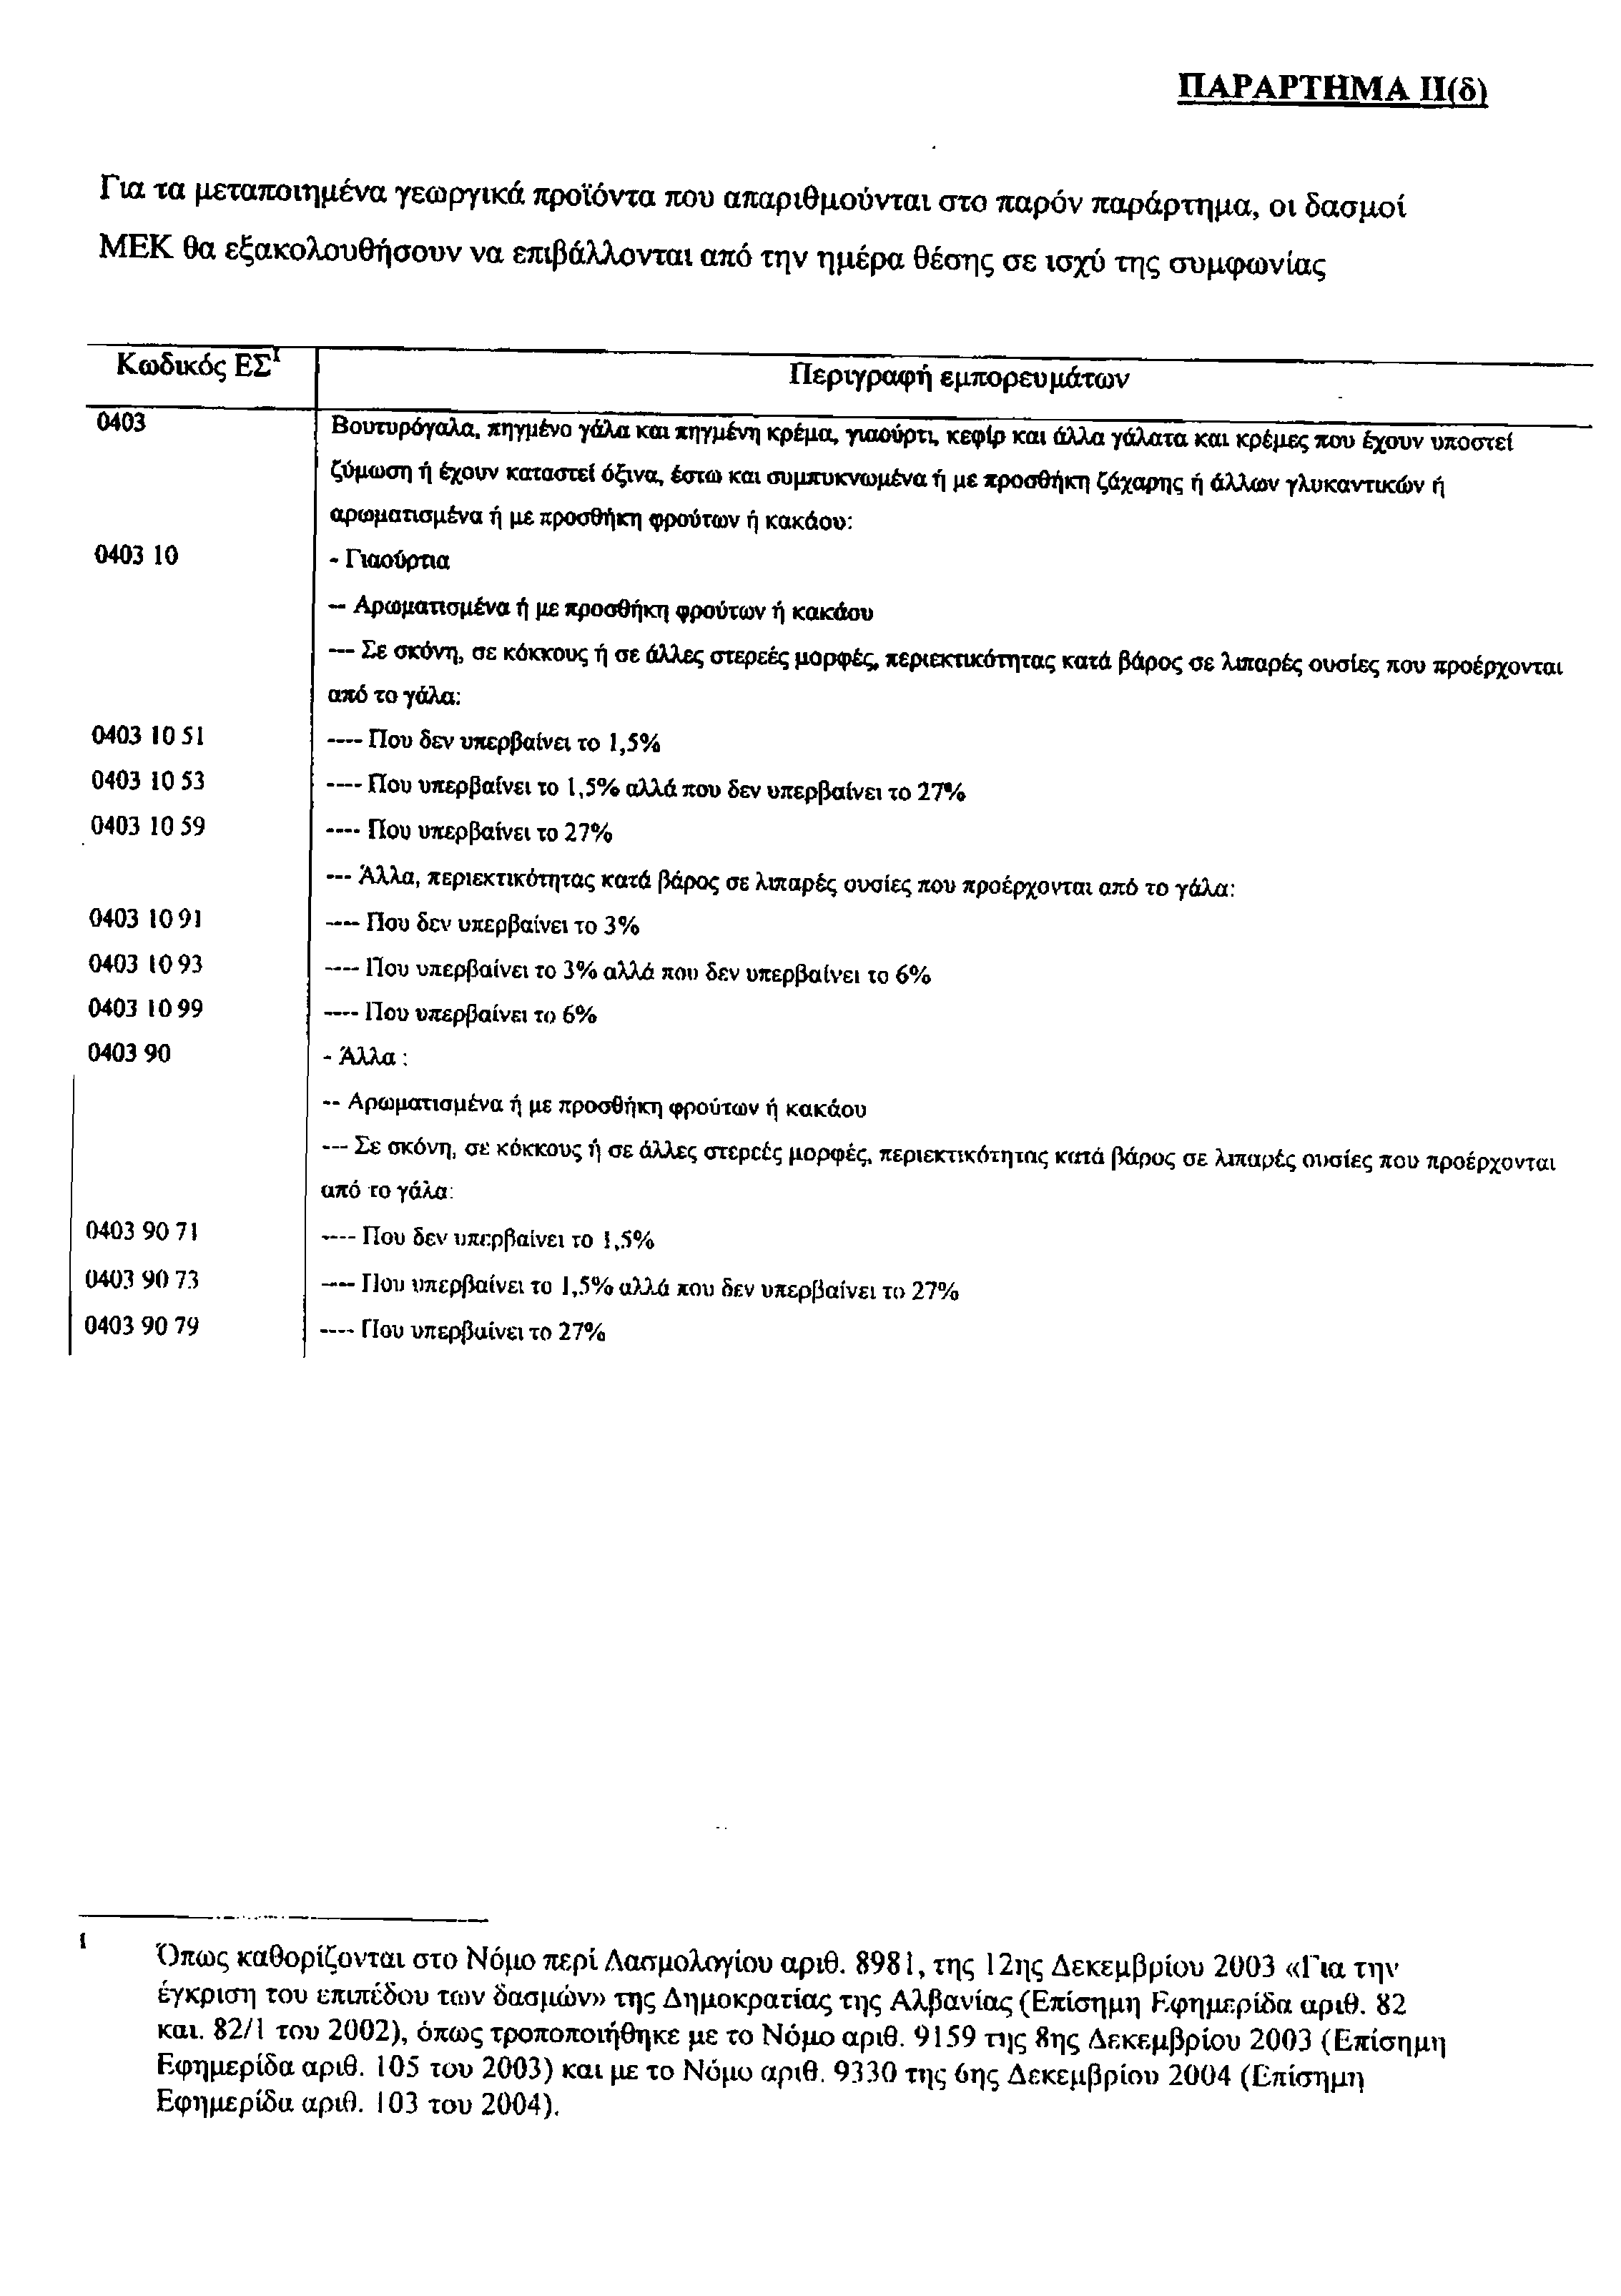 ΠΑΡΑΡΤΗΜΑ ΙΙ(δ)
Για τα μεταποιημένα γεωργικά προϊόντα που απαριθμούνται στο παρόν παράρτημα, οι δασμοί
ΜΕΚ θα εξακολουθήσουν να επιβάλλονται από την ημέρα θέσης σε ισχύ της συμφωνίας
Κωδικός ΕΣ1 Περιγραφή εμπορευμάτων
0403 Βουτυρόγαλα, πηγμένο γάλα και πηγμένη κρέμα, γιαούρτι, κεφίρ και άλλα γάλατα και κρέμες που έχουν υποστεί
ζύμωση ή έχουν καταστεί όξινα, έστω και συμπυκνωμένα ή με προσθήκη ζάχαρης ή άλλων γλυκαντικών ή
αρωματισμένα ή με προσθήκη φρούτων ή κακάου:
0403 10 - Γιαούρτια
-- Αρωματισμένα ή με προσθήκη φρούτων ή κακάου
--- Σε σκόνη, σε κόκκους ή σε άλλες στερεές μορφές, περιεκτικότητας κατά βάρος σε λιπαρές ουσίες που προέρχονται
από το γάλα:
0403 10 51 ---- Που δεν υπερβαίνει το 1,5%
0403 10 53 ---- Που υπερβαίνει το 1,5% αλλά που δεν υπερβαίνει το 27%
0403 10 59 ---- Που υπερβαίνει το 27%
--- Άλλα, περιεκτικότητας κατά βάρος σε λιπαρές ουσίες που προέρχονται από το γάλα:
0403 10 91 ---- Που δεν υπερβαίνει το 3%
0403 10 93 ---- Που υπερβαίνει το 3% αλλά που δεν υπερβαίνει το 6%
0403 10 99 ---- Που υπερβαίνει το 6%
0403 90 - Άλλα :
-- Αρωματισμένα ή με προσθήκη φρούτων ή κακάου
--- Σε σκόνη, σε κόκκους ή σε άλλες στερεές μορφές, περιεκτικότητας κατά βάρος σε λιπαρές ουσίες που προέρχονται
από το γάλα:
0403 90 71 ---- Που δεν υπερβαίνει το 1,5%
0403 90 73 ---- Που υπερβαίνει το 1,5% αλλά που δεν υπερβαίνει το 27%
0403 90 79 ---- Που υπερβαίνει το 27%
1 Όπως καθορίζονται στο Νόμο περί Δασμολογίου αριθ. 8981, της 12ης Δεκεμβρίου 2003 «Για την
έγκριση του επιπέδου των δασμών» της Δημοκρατίας της Αλβανίας (Επίσημη Εφημερίδα αριθ. 82
και. 82/1 του 2002), όπως τροποποιήθηκε με το Νόμο αριθ. 9159 της 8ης Δεκεμβρίου 2003 (Επίσημη
Εφημερίδα αριθ. 105 του 2003) και με το Νόμο αριθ. 9330 της 6ης Δεκεμβρίου 2004 (Επίσημη
Εφημερίδα αριθ. 103 του 2004).